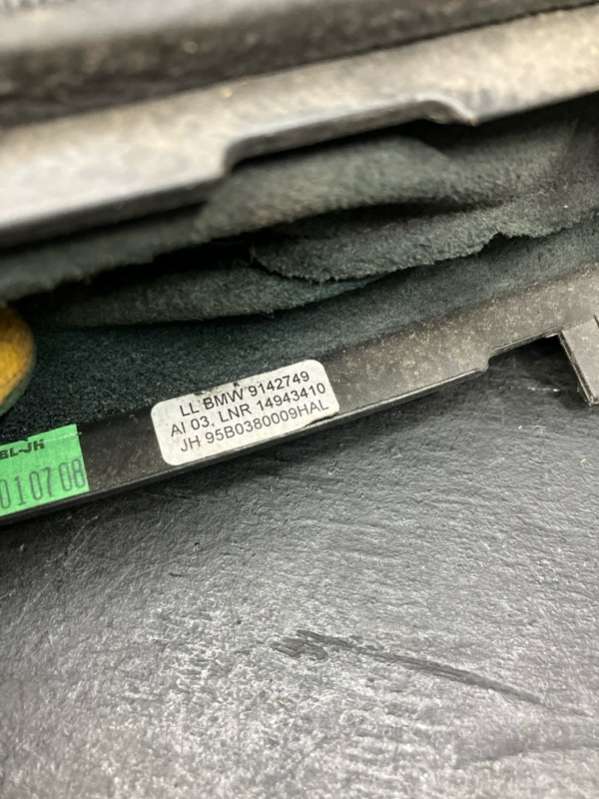 LL BMW 9142749
AI 03, LNR 14943410
JH 95B0380009HAL
BL-JH
010708